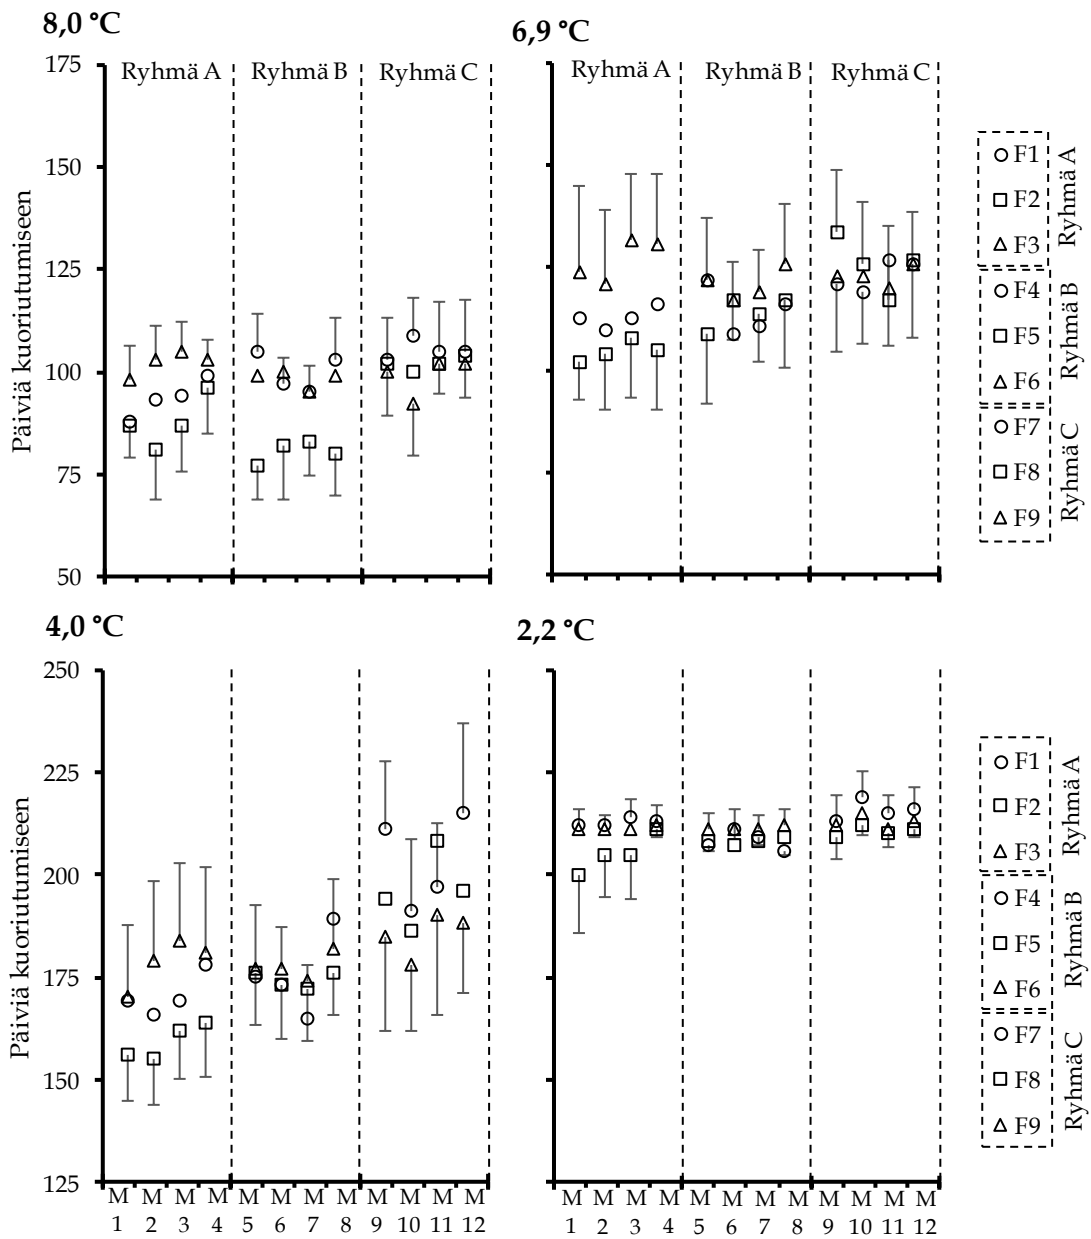 8,0 °C
6,9 °C
175
150
125
100
75
50
Päiviä kuoriutumiseen
Ryhmä A
Ryhmä B
Ryhmä C
Ryhmä A
Ryhmä B
Ryhmä C
F1
F2
F3
Ryhmä A
F4
F5
F6
Ryhmä B
F7
F8
F9
Ryhmä C
4,0 °C
2,2 °C
250
225
200
175
150
125
Päiviä kuoriutumiseen
F1
F2
F3
Ryhmä A
F4
F5
F6
Ryhmä B
F7
F8
F9
Ryhmä C
M M M M M M M M M M M M
1 2 3 4 5 6 7 8 9 10 11 12
M M M M M M M M M M M M
1 2 3 4 5 6 7 8 9 10 11 12